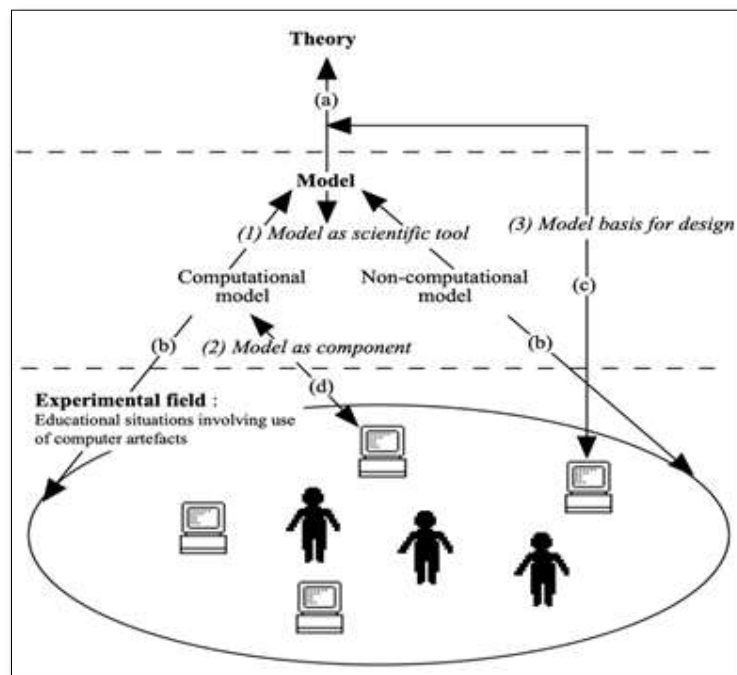 Theory
(a)
Model
(1) Model as scientific tool
(3) Model basis for design
Computational
model
Non-computational
model
(c)
(b)
(2) Model as component
(b)
(d)
Experimental field :
Educational situations involving use
of computer artefacts